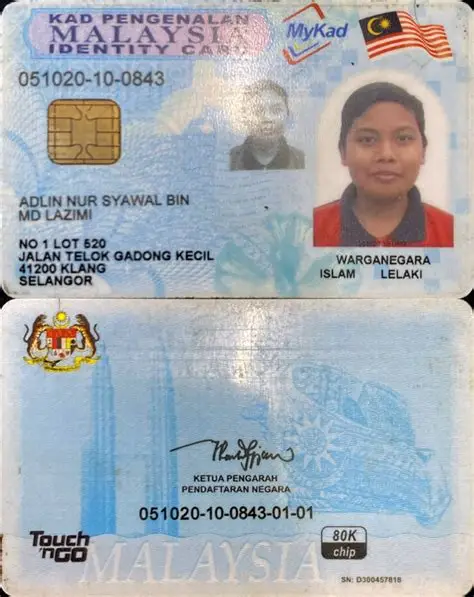 KAD PENGENALAN
MALAYSIA
IDENTITY CARD
MyKad
051020-10-0843
ADLIN NUR SYAWAL BIN
MD LAZIMI
NO 1 LOT 520
JALAN TELOK GADONG KECIL
41200 KLANG
SELANGOR
WARGANEGARA
ISLAM LELAKI
KETUA PENGARAH
PENDAFTARAN NEGARA
051020-10-0843-01-01
Touch
'n GO
80K
chip
MALAYSIA
SN: D300457818